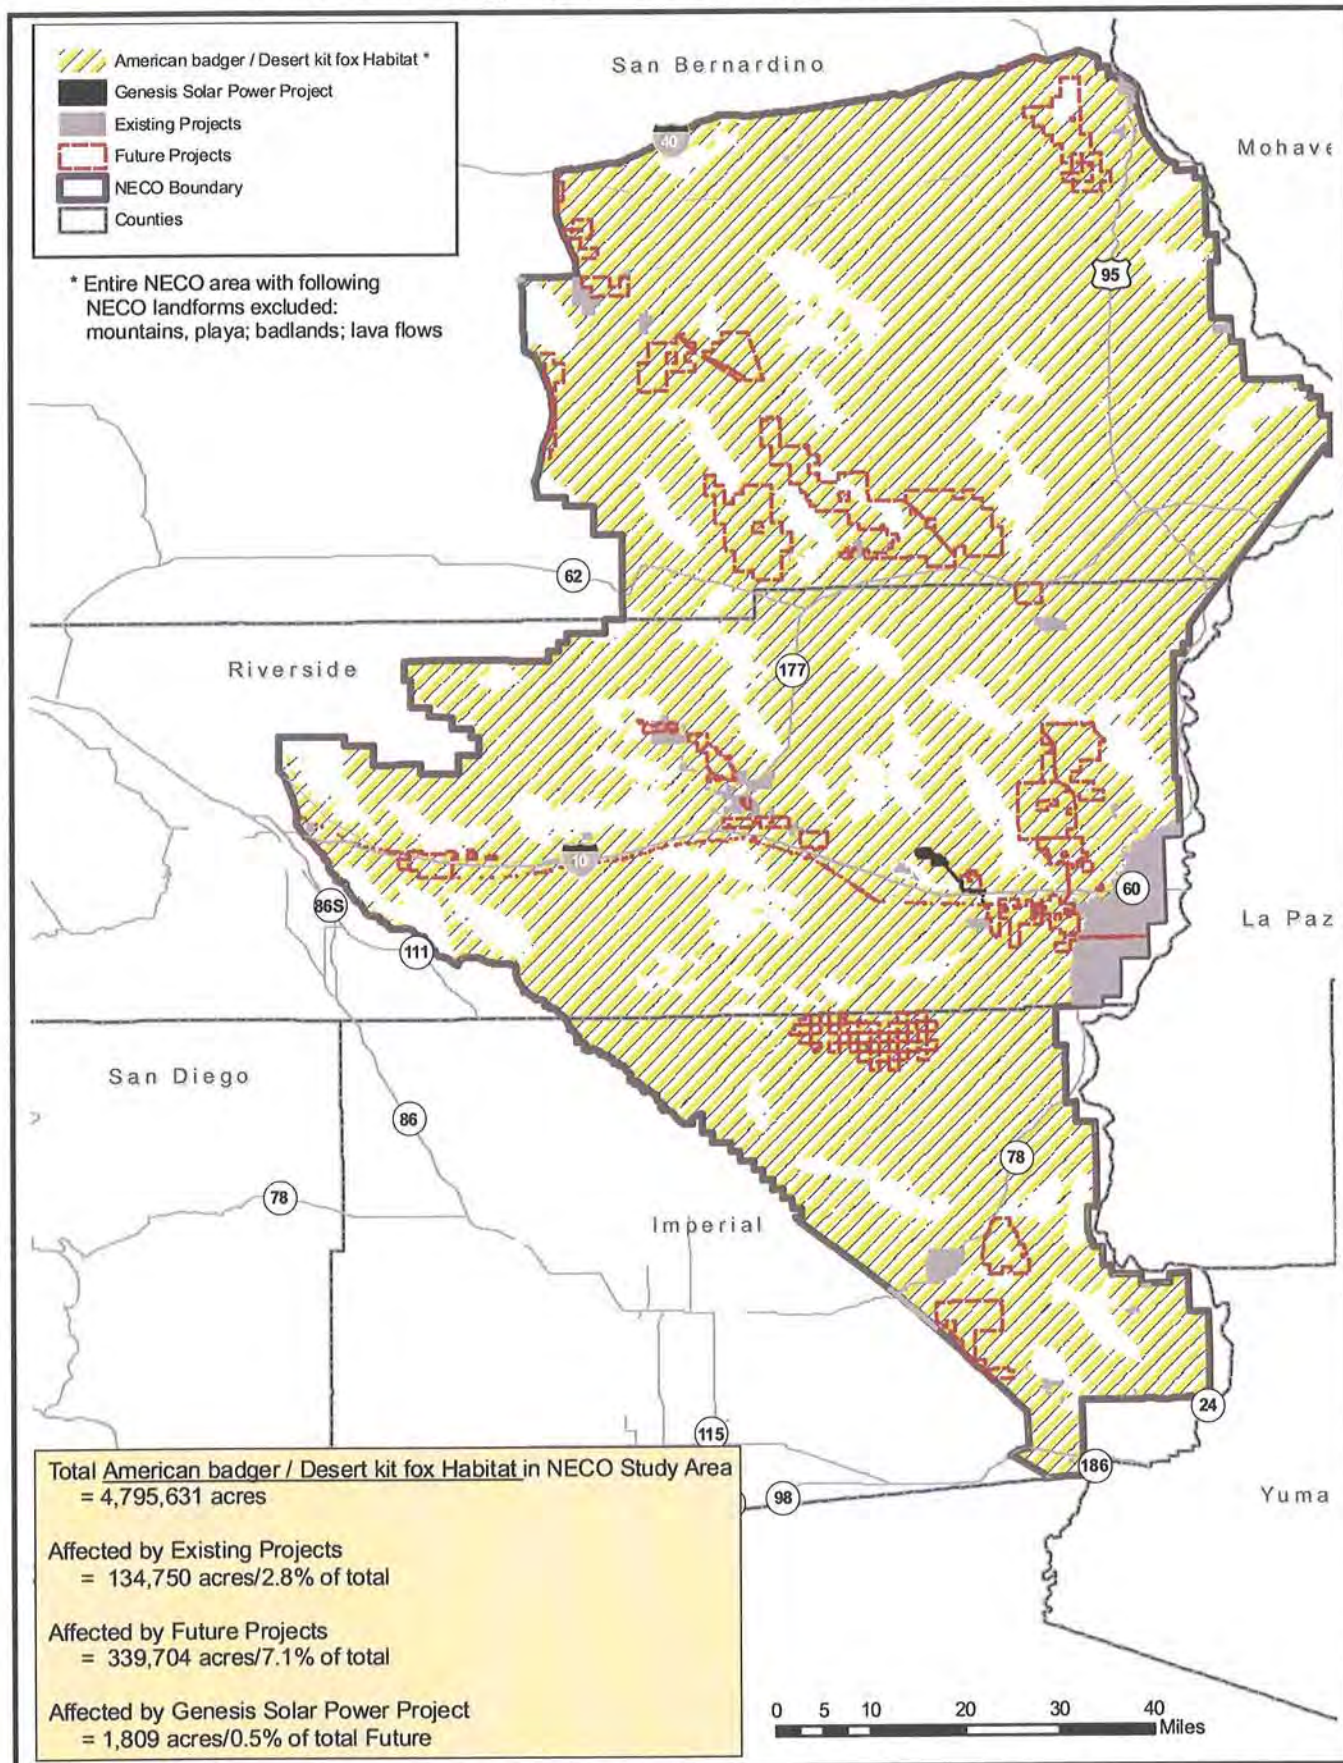 American badger / Desert kit fox Habitat *
Genesis Solar Power Project
Existing Projects
Future Projects
NECO Boundary
Counties
* Entire NECO area with following
NECO landforms excluded:
mountains, playa; badlands; lava flows
San Bernardino
40
Mohave
95
62
Riverside
177
10
60
86S
111
La Paz
San Diego
86
78
78
Imperial
24
115
186
98
Yuma
Total American badger / Desert kit fox Habitat in NECO Study Area
= 4,795,631 acres
Affected by Existing Projects
= 134,750 acres/2.8% of total
Affected by Future Projects
= 339,704 acres/7.1% of total
Affected by Genesis Solar Power Project
= 1,809 acres/0.5% of total Future
0 5 10 20 30 40
Miles